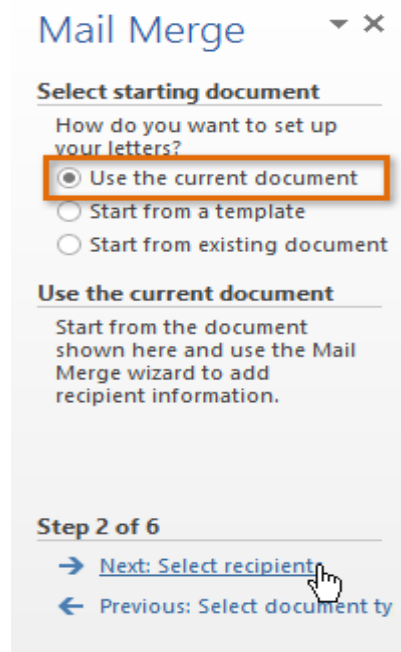 Mail Merge
Select starting document
How do you want to set up
your letters?
Use the current document
Start from a template
Start from existing document
Use the current document
Start from the document
shown here and use the Mail
Merge wizard to add
recipient information.
Step 2 of 6
Next: Select recipient
Previous: Select document ty